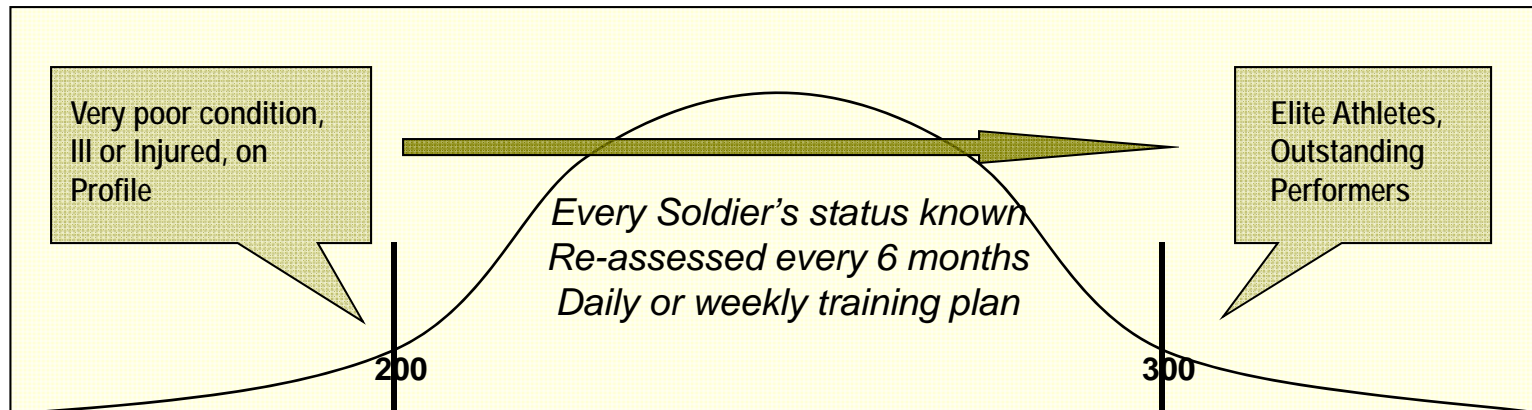 Very poor condition,
Ill or Injured, on
Profile
Elite Athletes,
Outstanding
Performers
Every Soldier's status known
Re-assessed every 6 months
Daily or weekly training plan
200
300